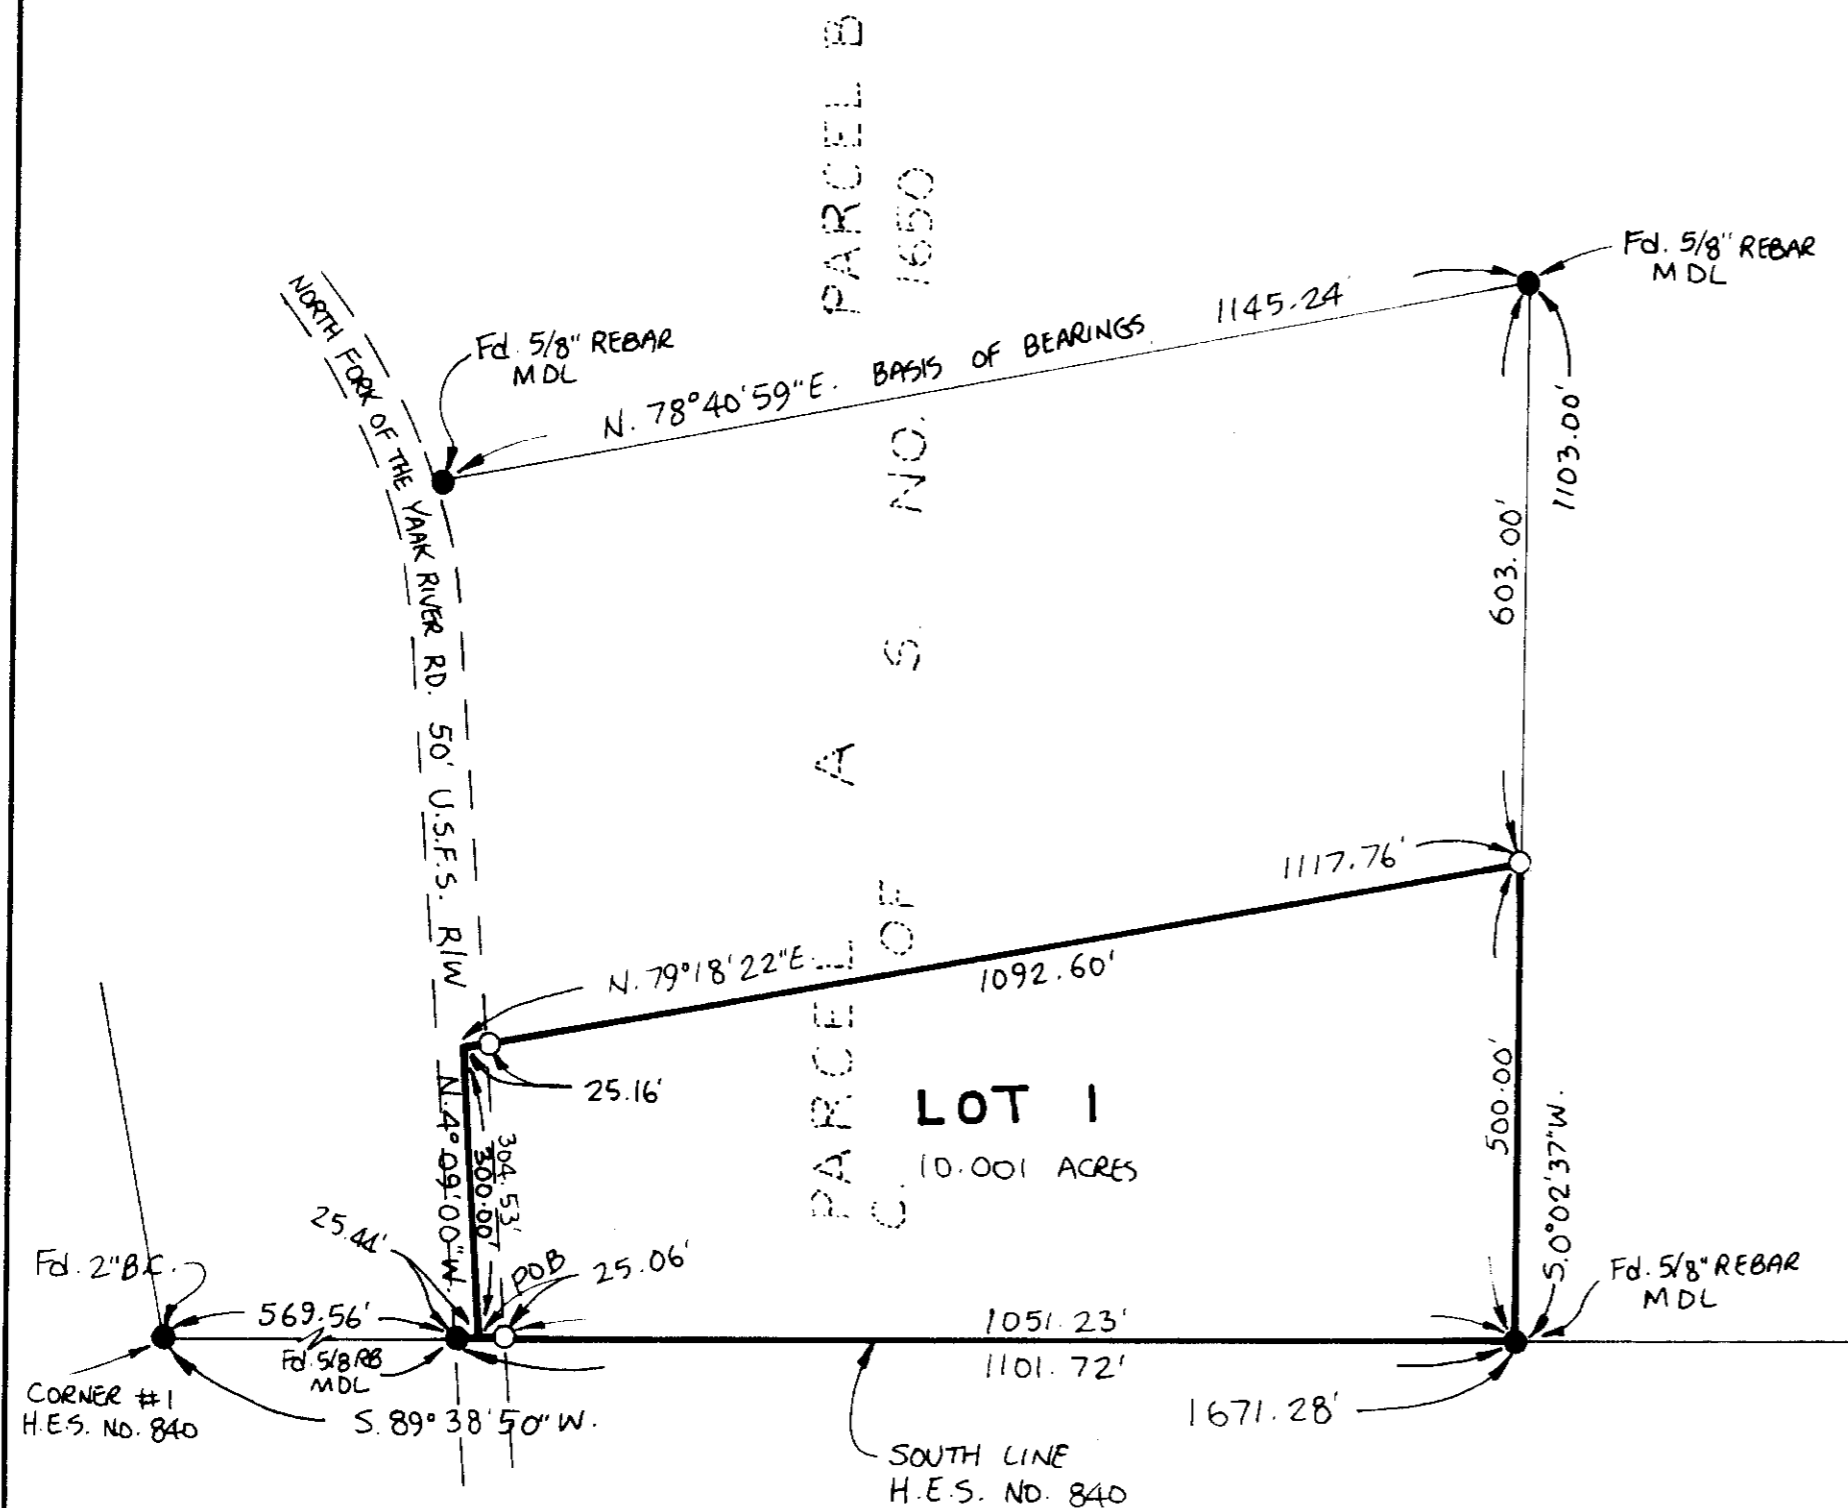 PARCEL B
1650
Fd. 5/8" REBAR
MDL
1145.24'
N. 78°40'59"E. BASIS OF BEARINGS
Fd. 5/8" REBAR
MDL
NORTH FORK OF THE YAAK RIVER RD. 50' U.S.F.S. R/W
1103.00'
603.00'
PARCEL A
C. OF S. NO.
1117.76'
N. 79°18'22"E.
1092.60'
25.16'
LOT 1
10.001 ACRES
500.00'
S.0°02'37"W.
N.4°09'00"W.
300.00'
304.53'
25.44'
POB
25.06'
Fd. 2"B.C.
569.56'
Fd. 5/8 RB
MDL
1051.23'
1101.72'
Fd. 5/8" REBAR
MDL
1671.28'
CORNER #1
H.E.S. NO. 840
S. 89°38'50" W.
SOUTH LINE
H.E.S. NO. 840